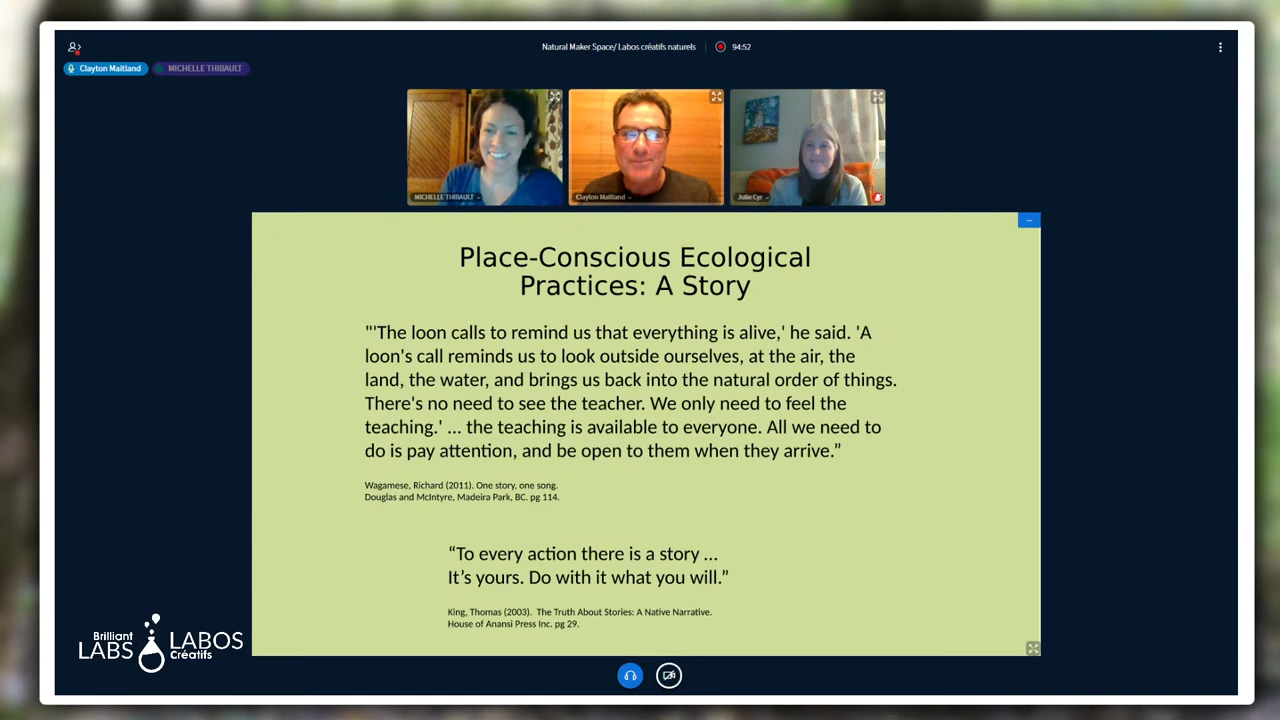 Natural Maker Space/ Labos créatifs naturels
94:52
Clayton Maitland
MICHELLE THIBAULT
MICHELLE THIBAULT
Clayton Maitland
Julie Cyr
Place-Conscious Ecological
Practices: A Story
"'The loon calls to remind us that everything is alive,' he said. 'A
loon's call reminds us to look outside ourselves, at the air, the
land, the water, and brings us back into the natural order of things.
There's no need to see the teacher. We only need to feel the
teaching.' ... the teaching is available to everyone. All we need to
do is pay attention, and be open to them when they arrive.”
Wagamese, Richard (2011). One story, one song.
Douglas and McIntyre, Madeira Park, BC. pg 114.
“To every action there is a story ...
It’s yours. Do with it what you will.”
King, Thomas (2003). The Truth About Stories: A Native Narrative.
House of Anansi Press Inc. pg 29.
Brilliant
LABS
LABOS
Créatifs